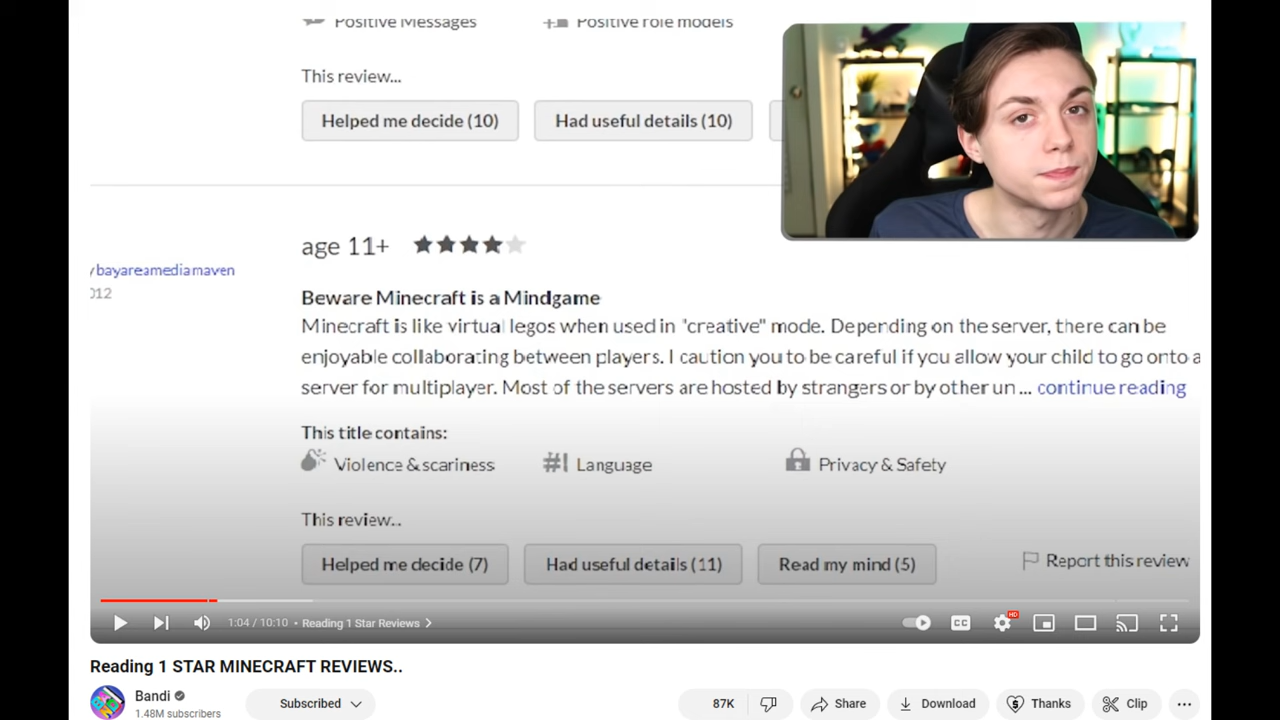 Positive Messages
Positive role models
This review...
Helped me decide (10)
Had useful details (10)
age 11+
bayareamediamaven
012
Beware Minecraft is a Mindgame
Minecraft is like virtual legos when used in "creative" mode. Depending on the server, there can be
enjoyable collaborating between players. I caution you to be careful if you allow your child to go onto a
server for multiplayer. Most of the servers are hosted by strangers or by other un ... continue reading
This title contains:
Violence & scariness
#! Language
Privacy & Safety
This review..
Helped me decide (7)
Had useful details (11)
Read my mind (5)
Report this review
1:04 / 10:10 • Reading 1 Star Reviews
CC
HD
Reading 1 STAR MINECRAFT REVIEWS..
Bandi
1.48M subscribers
Subscribed
87K
Share
Download
Thanks
Clip